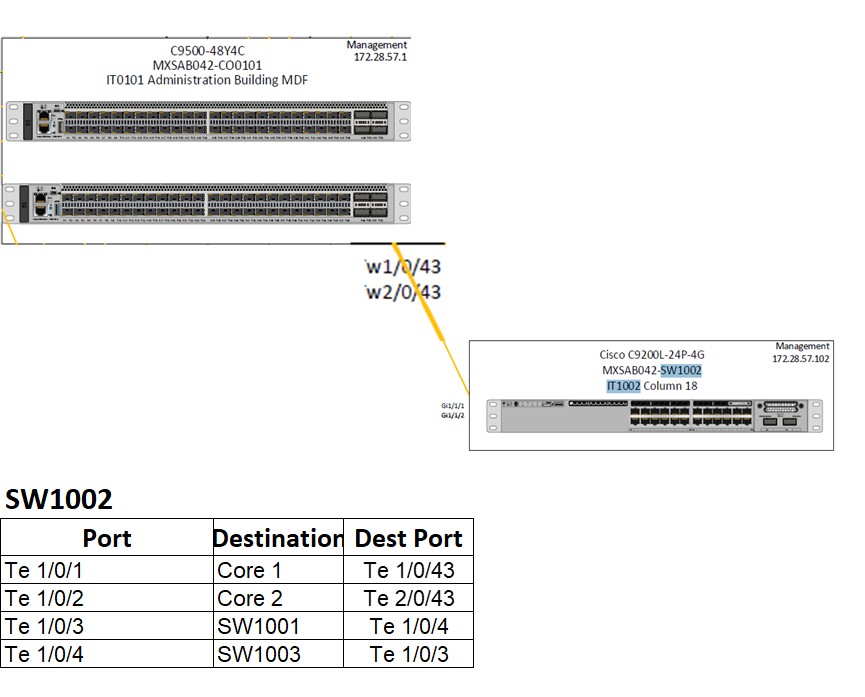 C9500-48Y4C
MXSAB042-CO0101
IT0101 Administration Building MDF
Management
172.28.57.1
w1/0/43
w2/0/43
Cisco C9200L-24P-4G
MXSAB042-SW1002
IT1002 Column 18
Management
172.28.57.102
Gi1/1/1
Gi1/1/2
SW1002
Port Destination Dest Port
Te 1/0/1 Core 1 Te 1/0/43
Te 1/0/2 Core 2 Te 2/0/43
Te 1/0/3 SW1001 Te 1/0/4
Te 1/0/4 SW1003 Te 1/0/3